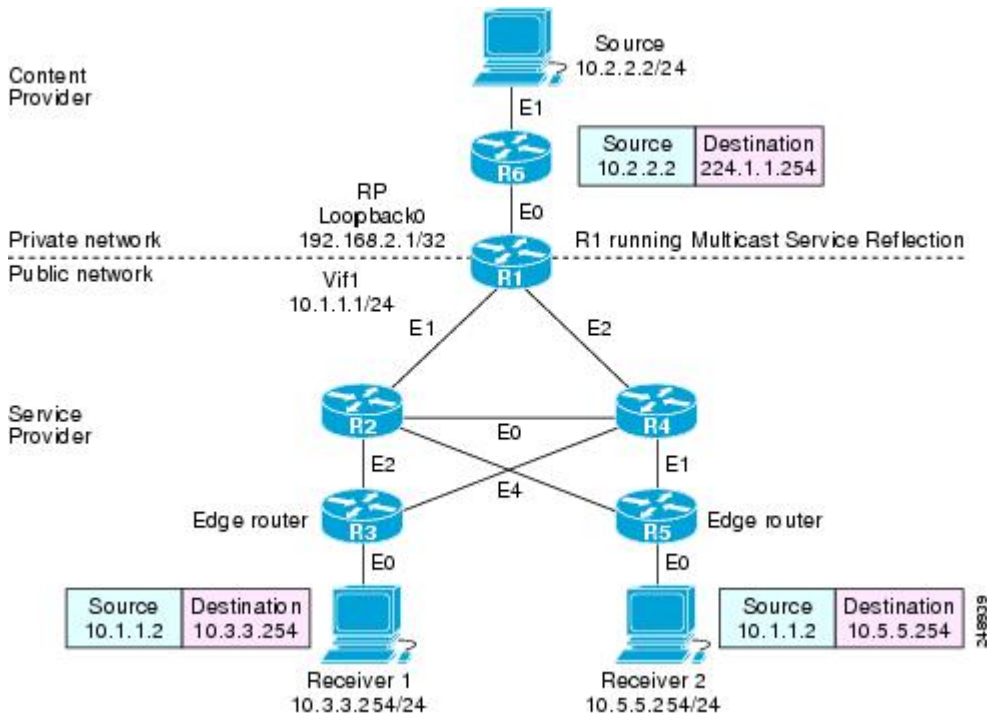 Source
10.2.2.2/24
Content
Provider
E1
Source
10.2.2.2
Destination
224.1.1.254
R6
RP
Loopback0
192.168.2.1/32
E0
Private network
R1 running Multicast Service Reflection
Public network
R1
Vif1
10.1.1.1/24
E1
E2
Service
Provider
R2
R4
E0
E2
E1
E4
Edge router
R3
R5
Edge router
E0
E0
Source
10.1.1.2
Destination
10.3.3.254
Source
10.1.1.2
Destination
10.5.5.254
Receiver 1
10.3.3.254/24
Receiver 2
10.5.5.254/24
248939